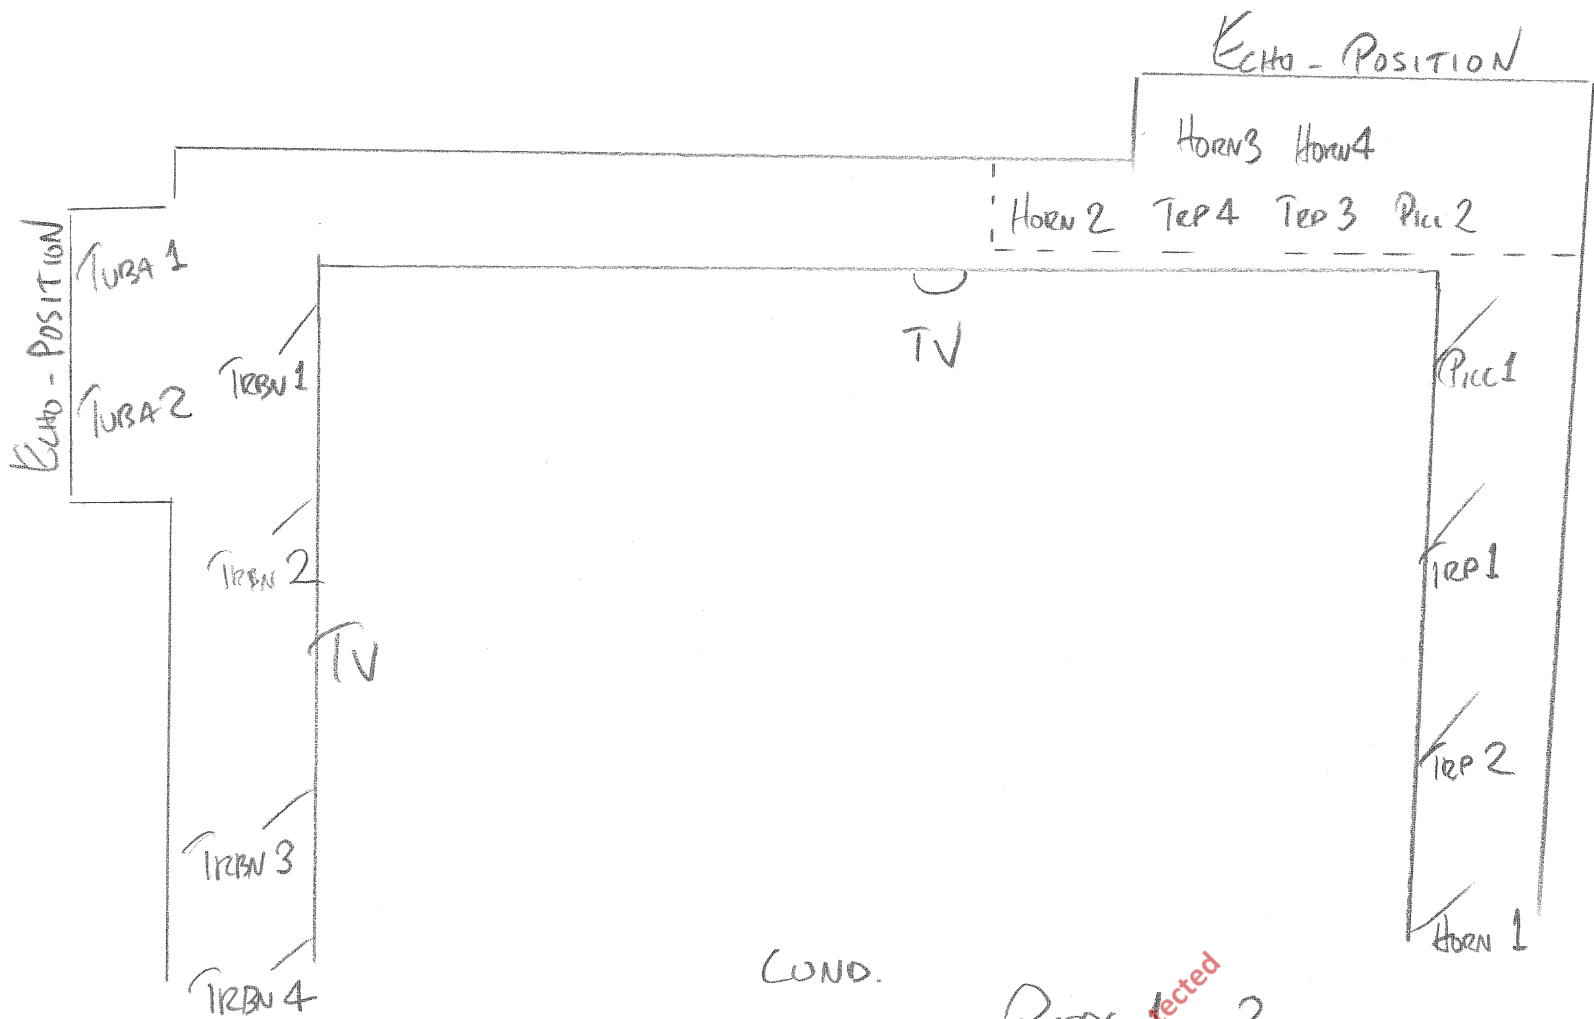 ECHO - POSITION
HORN3 HORN4
HORN 2 TRP 4 TRP 3 PICC 2
ECHO - POSITION
TUBA 1
TUBA 2
TRBN 1
TV
PICC 1
TRBN 2
TRP 1
TV
TRP 2
TRBN 3
HORN 1
TRBN 4
COND.